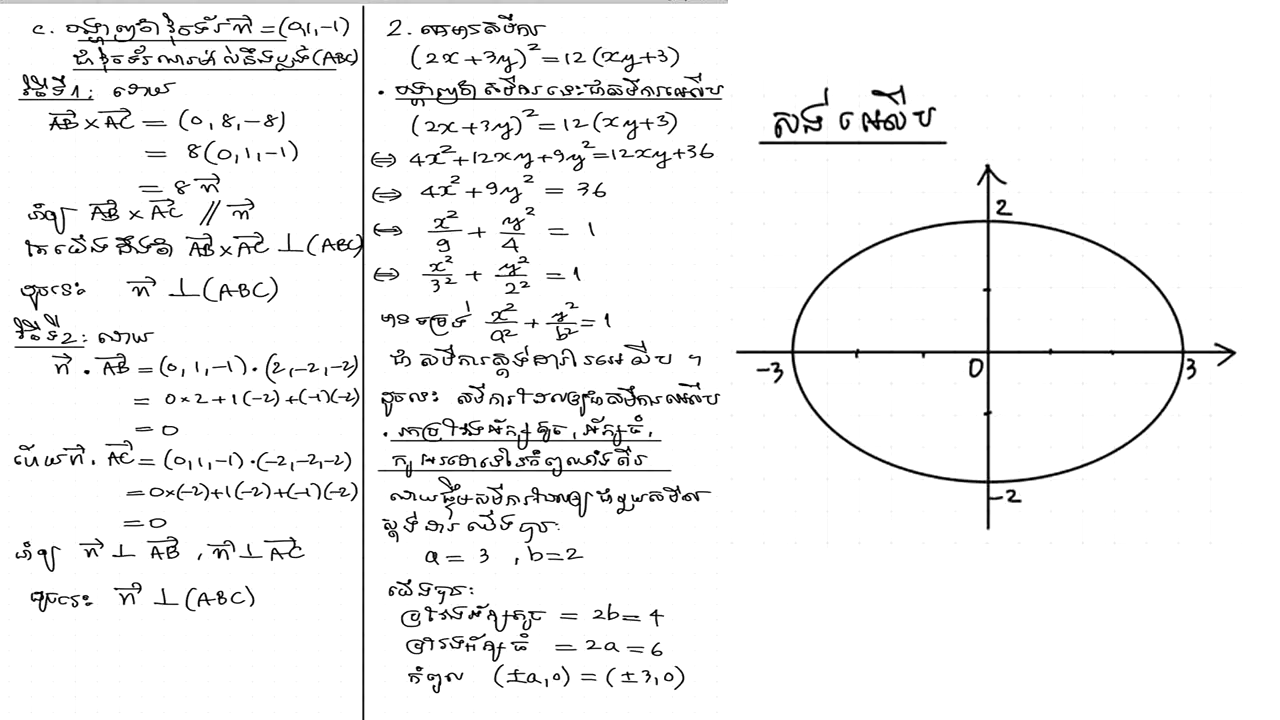 c. បង្ហាញថាវ៉ិចទ័រ n⃗ = (0,1,-1)
ជាវ៉ិចទ័រណរម៉ាល់នឹងប្លង់ (ABC)
វិធីទី1: ដោយ
AB⃗ × AC⃗ = (0, 8, -8)
= 8(0, 1, -1)
= 8 n⃗
នាំឲ្យ AB⃗ × AC⃗ // n⃗
តែយើងដឹងថា AB⃗ × AC⃗ ⊥ (ABC)
ដូចនេះ n⃗ ⊥ (ABC)
វិធីទី2: ដោយ
n⃗ · AB⃗ = (0, 1, -1) · (2, -2, -2)
= 0×2 + 1(-2) + (-1)(-2)
= 0
ហើយ n⃗ · AC⃗ = (0, 1, -1) · (-2, -2, -2)
= 0×(-2) + 1(-2) + (-1)(-2)
= 0
នាំឲ្យ n⃗ ⊥ AB⃗ , n⃗ ⊥ AC⃗
ដូចនេះ n⃗ ⊥ (ABC)
2. គេមានសមីការ
(2x + 3y)² = 12(xy + 3)
· បង្ហាញថាសមីការនេះជាសមីការអេលីប
(2x + 3y)² = 12(xy + 3)
⇔ 4x² + 12xy + 9y² = 12xy + 36
⇔ 4x² + 9y² = 36
⇔ x²/9 + y²/4 = 1
⇔ x²/3² + y²/2² = 1
មានទម្រង់ x²/a² + y²/b² = 1
ជាសមីការស្តង់ដារអេលីប ។
ដូចនេះ សមីការដែលឲ្យជាសមីការអេលីប
· រកប្រវែងអ័ក្សតូច, អ័ក្សធំ,
កូអរដោនេនៃកំពូលទាំងពីរ
ដោយផ្ទឹមសមីការដែលឲ្យជាមួយសមីការ
ស្តង់ដារ យើងបាន:
a = 3 , b = 2
យើងបាន:
ប្រវែងអ័ក្សតូច = 2b = 4
ប្រវែងអ័ក្សធំ = 2a = 6
កំពូល (±a, 0) = (±3, 0)
សង់អេលីប
2
-3
0
3
-2